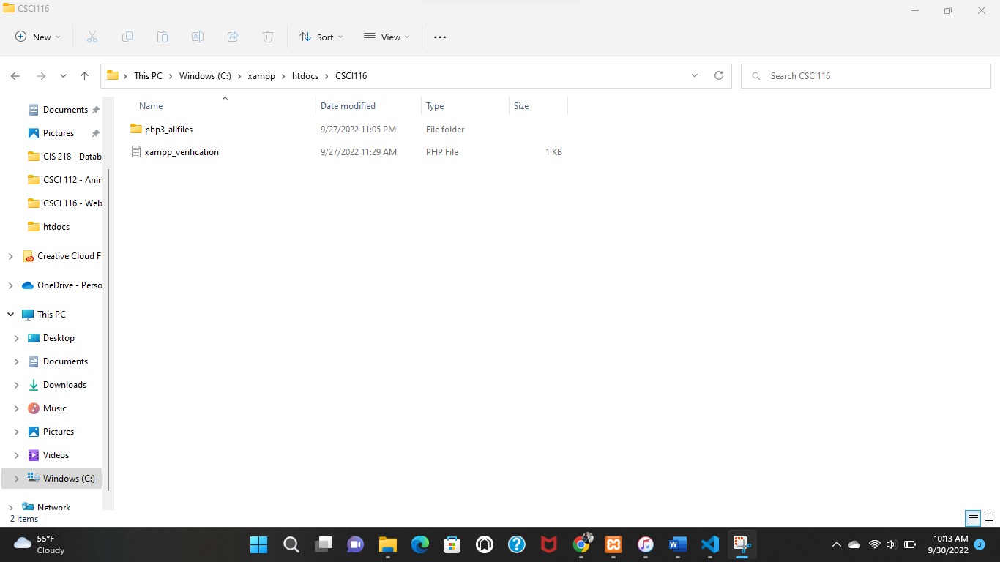 CSCI116
New
Sort
View
This PC
Windows (C:)
xampp
htdocs
CSCI116
Search CSCI116
Name
Date modified
Type
Size
php3_allfiles
9/27/2022 11:05 PM
File folder
xampp_verification
9/27/2022 11:29 AM
PHP File
1 KB
Documents
Pictures
CIS 218 - Datab
CSCI 112 - Anir
CSCI 116 - Web
htdocs
Creative Cloud F
OneDrive - Perso
This PC
Desktop
Documents
Downloads
Music
Pictures
Videos
Windows (C:)
Network
2 items
55°F
Cloudy
10:13 AM
9/30/2022
3